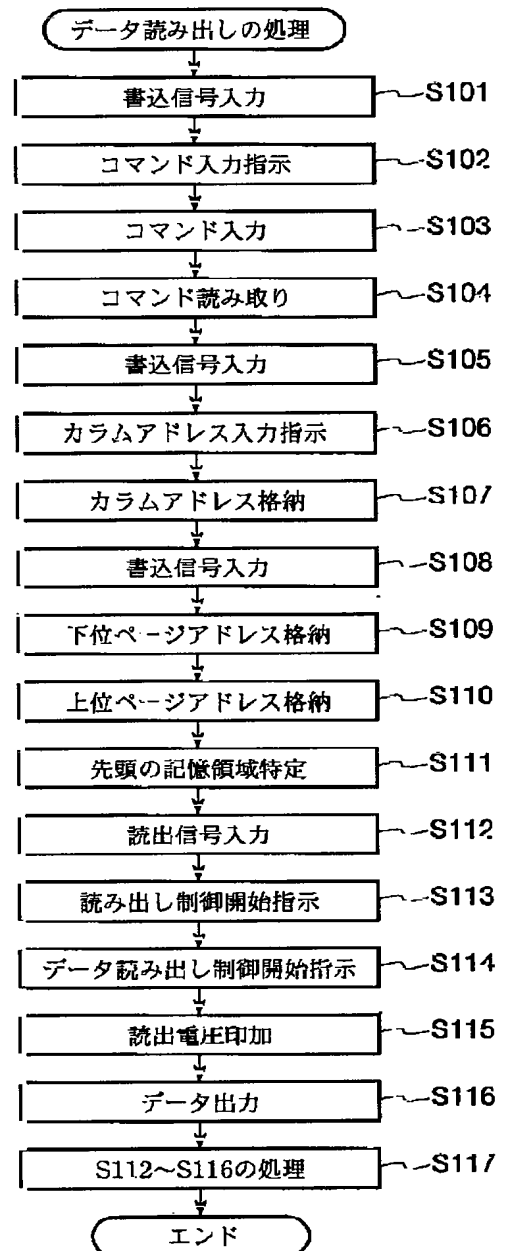 データ読み出しの処理
書込信号入力 S101
コマンド入力指示 S102
コマンド入力 S103
コマンド読み取り S104
書込信号入力 S105
カラムアドレス入力指示 S106
カラムアドレス格納 S107
書込信号入力 S108
下位ページアドレス格納 S109
上位ページアドレス格納 S110
先頭の記憶領域特定 S111
読出信号入力 S112
読み出し制御開始指示 S113
データ読み出し制御開始指示 S114
読出電圧印加 S115
データ出力 S116
S112～S116の処理 S117
エンド